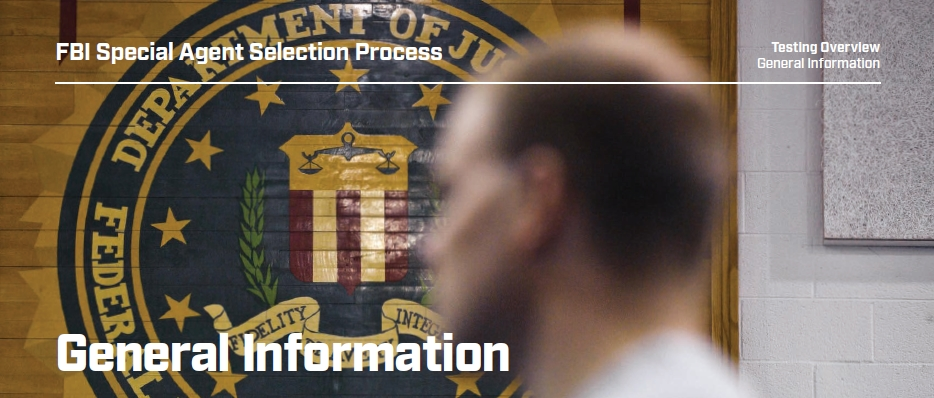 FBI Special Agent Selection Process
Testing Overview
General Information
DEPARTMENT OF JU
FEDERAL
FIDELITY
INTEG
General Information